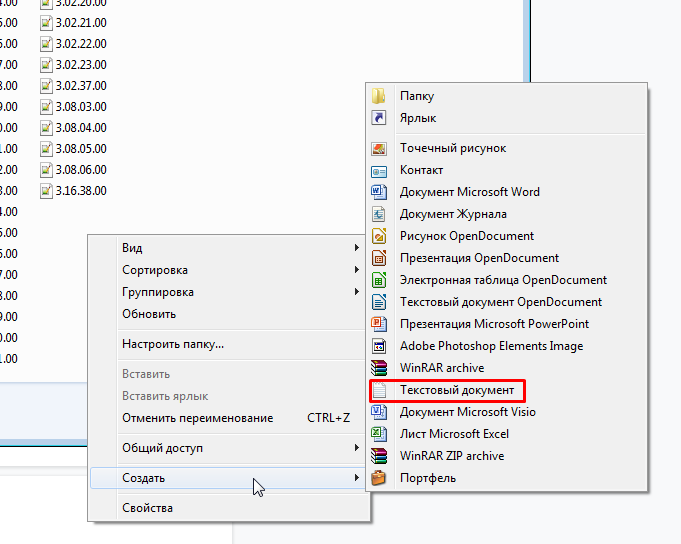 4.00
3.02.20.00
5.00
3.02.21.00
6.00
3.02.22.00
7.00
3.02.23.00
8.00
3.02.37.00
9.00
3.08.03.00
0.00
3.08.04.00
1.00
3.08.05.00
2.00
3.08.06.00
3.00
3.16.38.00
4.00
5.00
6.00
7.00
8.00
9.00
0.00
1.00
Вид
Сортировка
Группировка
Обновить
Настроить папку...
Вставить
Вставить ярлык
Отменить переименование CTRL+Z
Общий доступ
Создать
Свойства
Папку
Ярлык
Точечный рисунок
Контакт
Документ Microsoft Word
Документ Журнала
Рисунок OpenDocument
Презентация OpenDocument
Электронная таблица OpenDocument
Текстовый документ OpenDocument
Презентация Microsoft PowerPoint
Adobe Photoshop Elements Image
WinRAR archive
Текстовый документ
Документ Microsoft Visio
Лист Microsoft Excel
WinRAR ZIP archive
Портфель